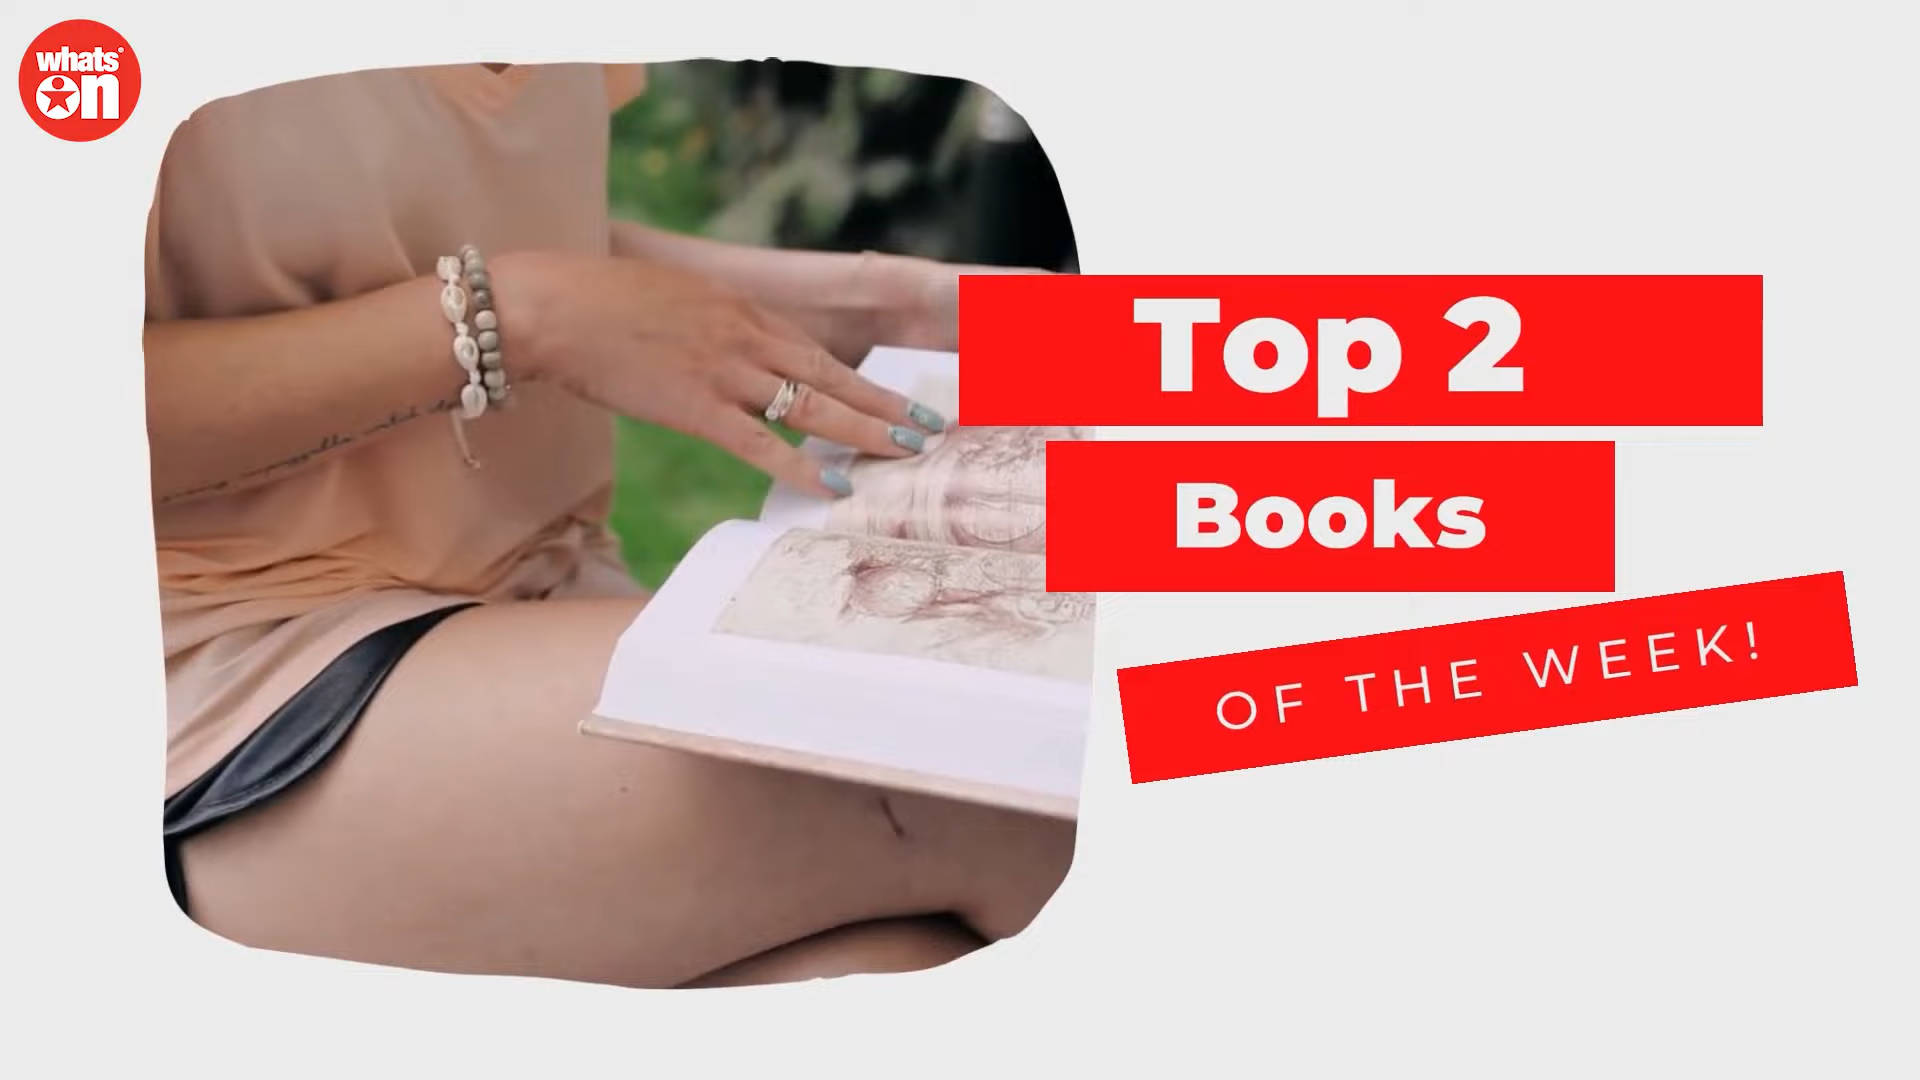 whats
on
Top 2
Books
OF THE WEEK!